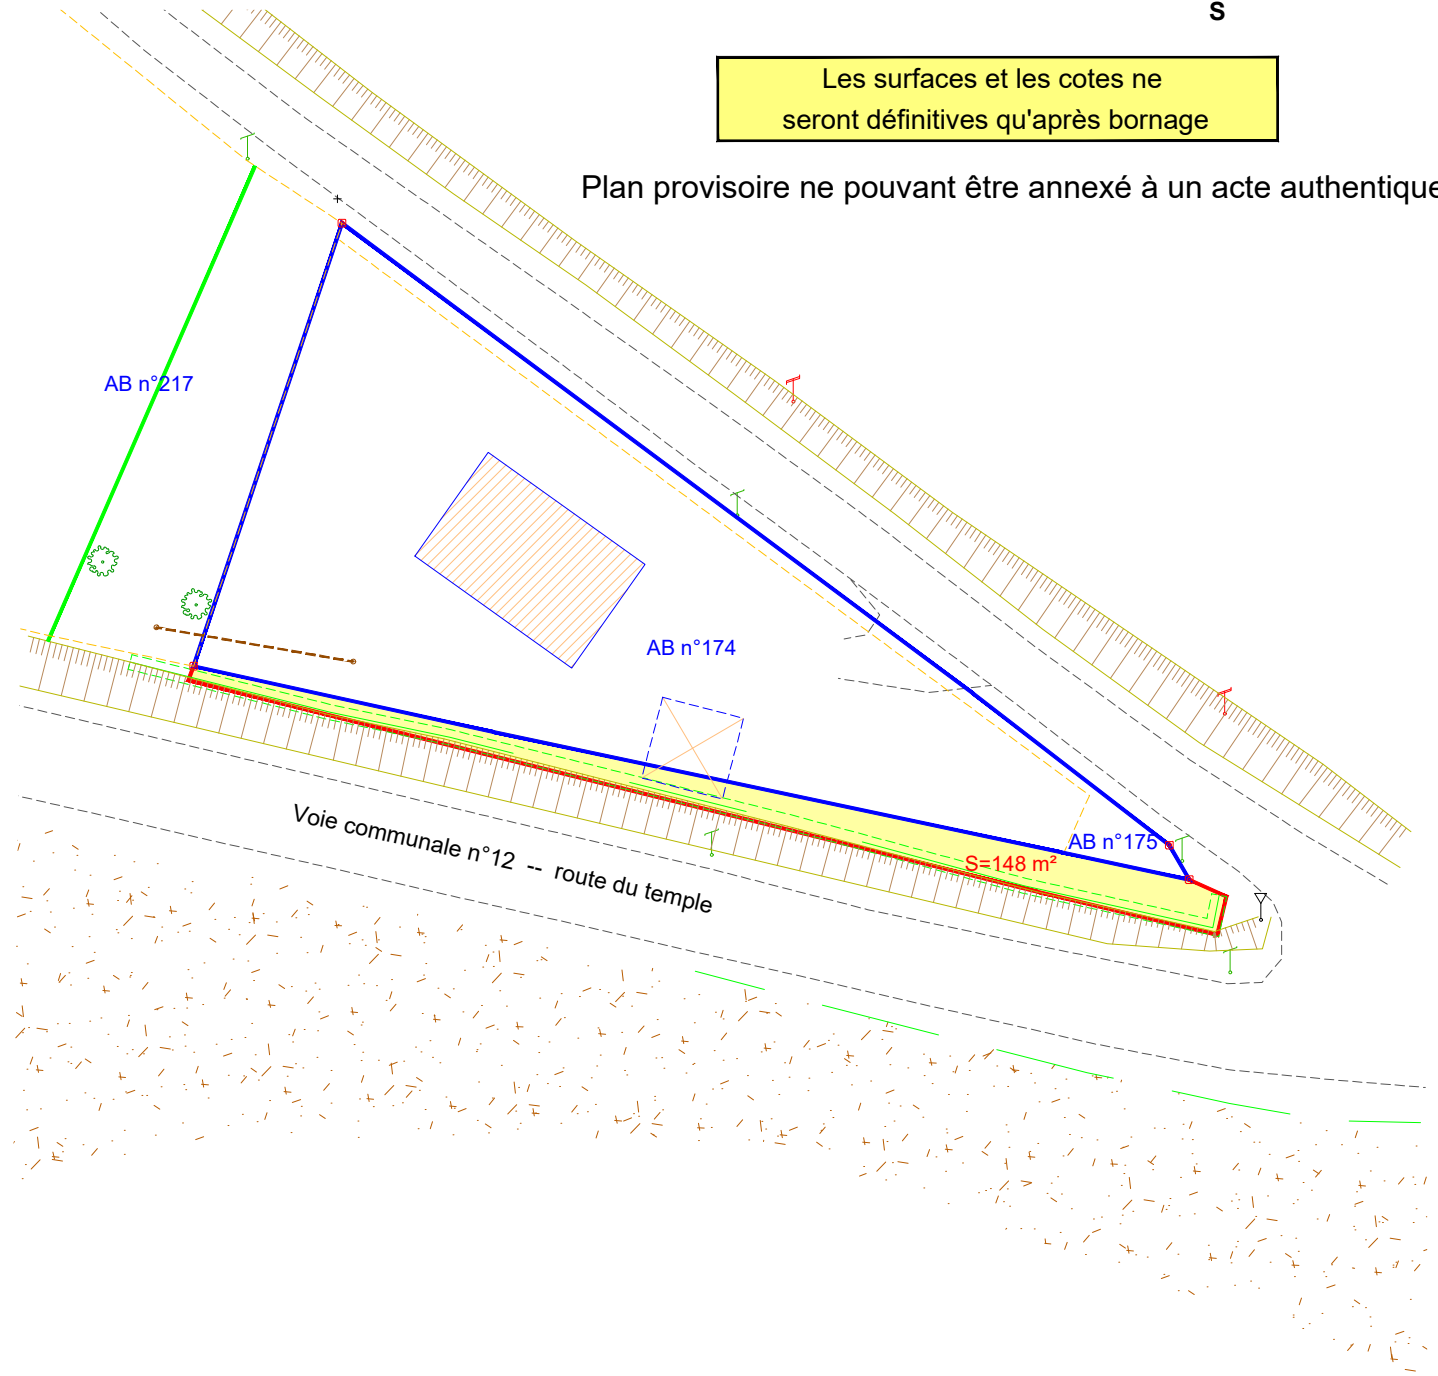 S
Les surfaces et les cotes ne
seront définitives qu'après bornage
Plan provisoire ne pouvant être annexé à un acte authentique
AB n°217
AB n°174
AB n°175
S=148 m²
Voie communale n°12 -- route du temple